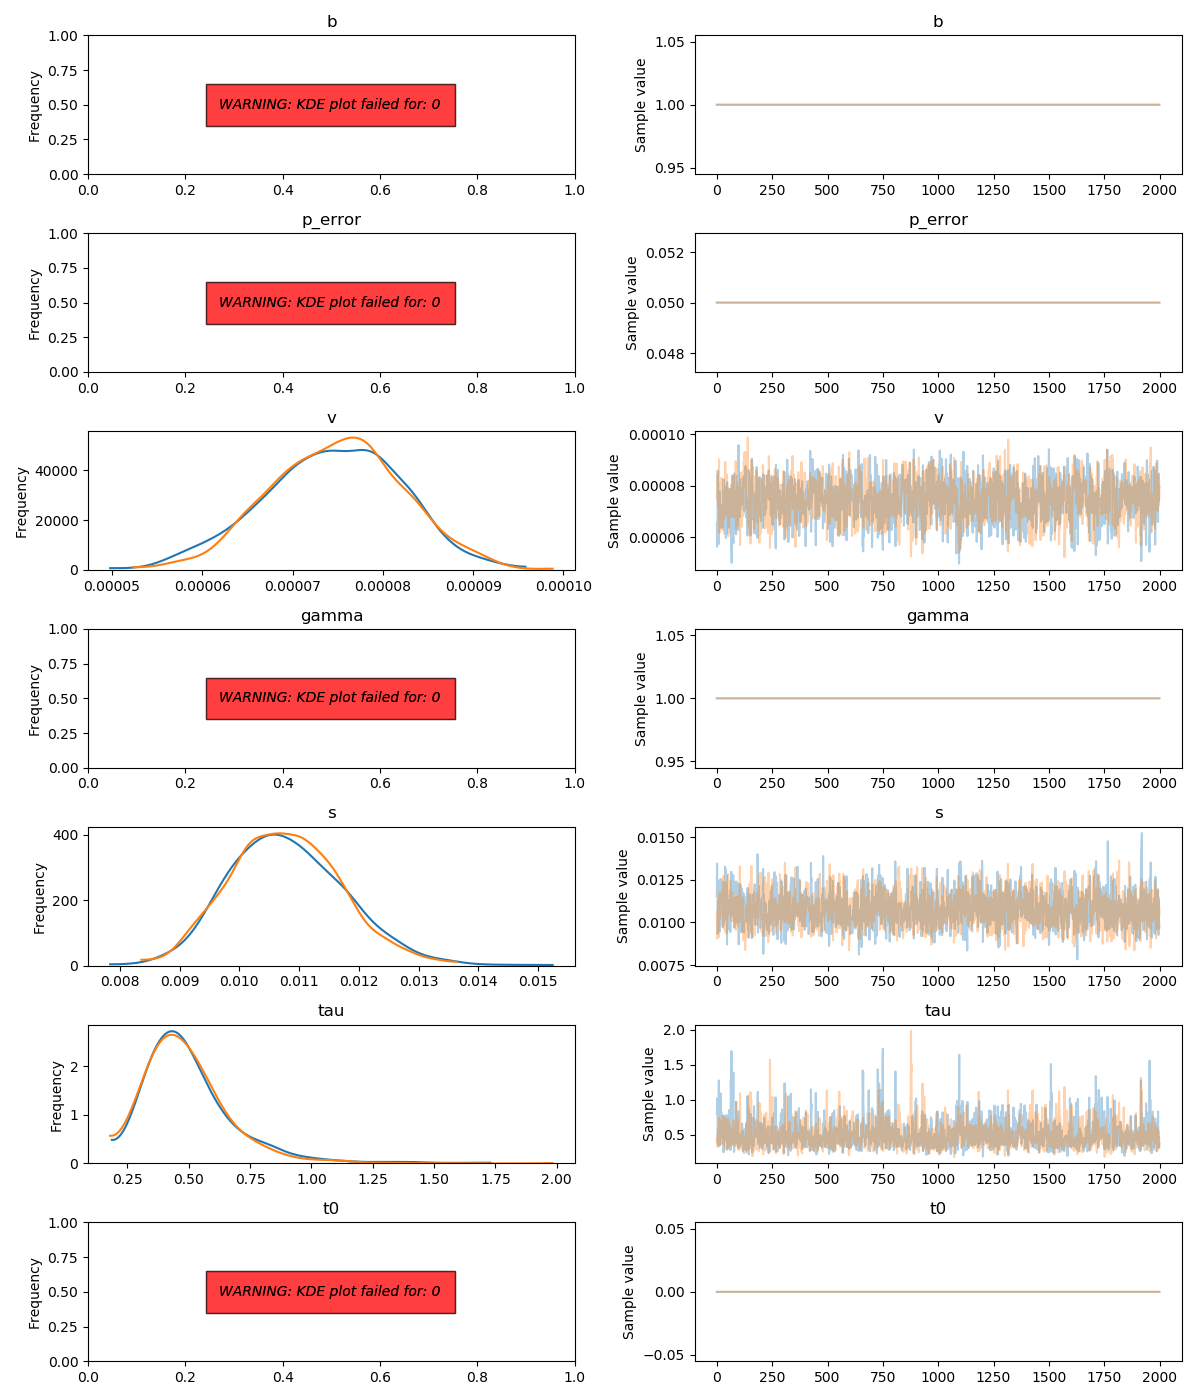 b
b
1.00
0.75
0.50
0.25
0.00
Frequency
WARNING: KDE plot failed for: 0
0.0 0.2 0.4 0.6 0.8 1.0
1.05
1.00
0.95
Sample value
0 250 500 750 1000 1250 1500 1750 2000
p_error
p_error
1.00
0.75
0.50
0.25
0.00
Frequency
WARNING: KDE plot failed for: 0
0.0 0.2 0.4 0.6 0.8 1.0
0.052
0.050
0.048
Sample value
0 250 500 750 1000 1250 1500 1750 2000
v
v
40000
20000
0
Frequency
0.00005 0.00006 0.00007 0.00008 0.00009 0.00010
0.00010
0.00008
0.00006
Sample value
0 250 500 750 1000 1250 1500 1750 2000
gamma
gamma
1.00
0.75
0.50
0.25
0.00
Frequency
WARNING: KDE plot failed for: 0
0.0 0.2 0.4 0.6 0.8 1.0
1.05
1.00
0.95
Sample value
0 250 500 750 1000 1250 1500 1750 2000
s
s
400
200
0
Frequency
0.008 0.009 0.010 0.011 0.012 0.013 0.014 0.015
0.0150
0.0125
0.0100
0.0075
Sample value
0 250 500 750 1000 1250 1500 1750 2000
tau
tau
2
1
0
Frequency
0.25 0.50 0.75 1.00 1.25 1.50 1.75 2.00
2.0
1.5
1.0
0.5
Sample value
0 250 500 750 1000 1250 1500 1750 2000
t0
t0
1.00
0.75
0.50
0.25
0.00
Frequency
WARNING: KDE plot failed for: 0
0.0 0.2 0.4 0.6 0.8 1.0
0.05
0.00
−0.05
Sample value
0 250 500 750 1000 1250 1500 1750 2000